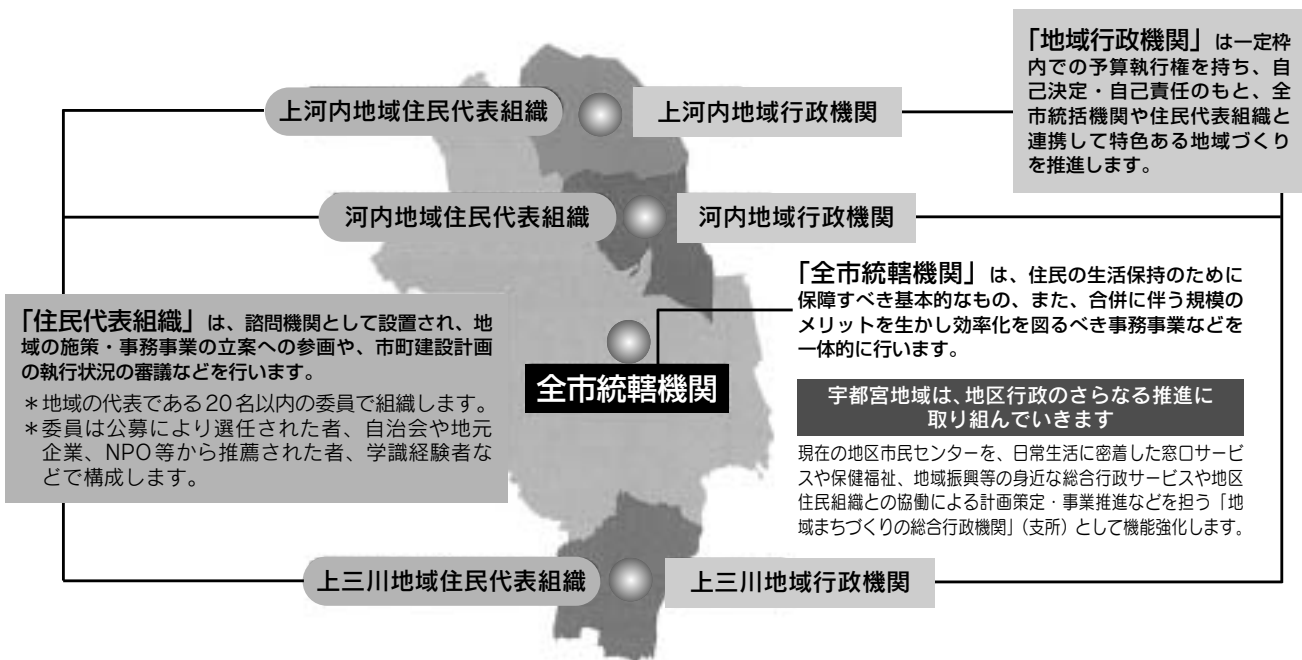 「地域行政機関」は一定枠
内での予算執行権を持ち、自
己決定・自己責任のもと、全
市統括機関や住民代表組織と
連携して特色ある地域づくり
を推進します。
上河内地域住民代表組織
上河内地域行政機関
河内地域住民代表組織
河内地域行政機関
「全市統轄機関」は、住民の生活保持のために
保障すべき基本的なもの、また、合併に伴う規模の
メリットを生かし効率化を図るべき事務事業などを
一体的に行います。
「住民代表組織」は、諮問機関として設置され、地
域の施策・事務事業の立案への参画や、市町建設計画
の執行状況の審議などを行います。
＊地域の代表である20名以内の委員で組織します。
＊委員は公募により選任された者、自治会や地元
企業、NPO等から推薦された者、学識経験者な
どで構成します。
全市統轄機関
宇都宮地域は、地区行政のさらなる推進に
取り組んでいきます
現在の地区市民センターを、日常生活に密着した窓口サービ
スや保健福祉、地域振興等の身近な総合行政サービスや地区
住民組織との協働による計画策定・事業推進などを担う「地
域まちづくりの総合行政機関」（支所）として機能強化します。
上三川地域住民代表組織
上三川地域行政機関